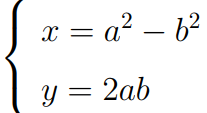 x = a² − b²
y = 2ab